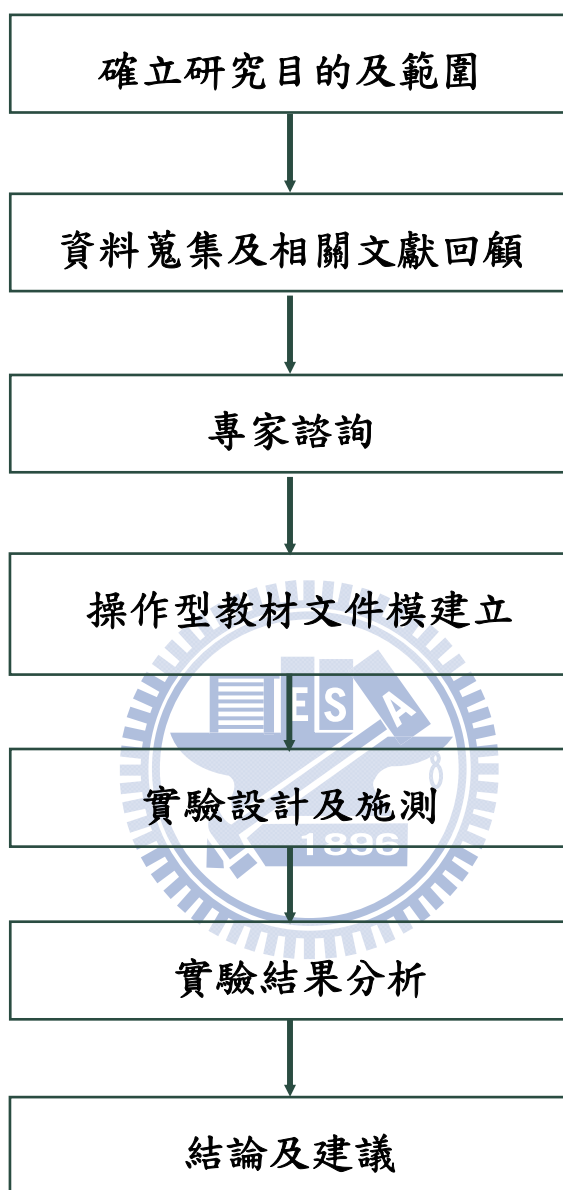 確立研究目的及範圍
資料蒐集及相關文獻回顧
專家諮詢
操作型教材文件模建立
ESA
實驗設計及施測
1896
實驗結果分析
結論及建議